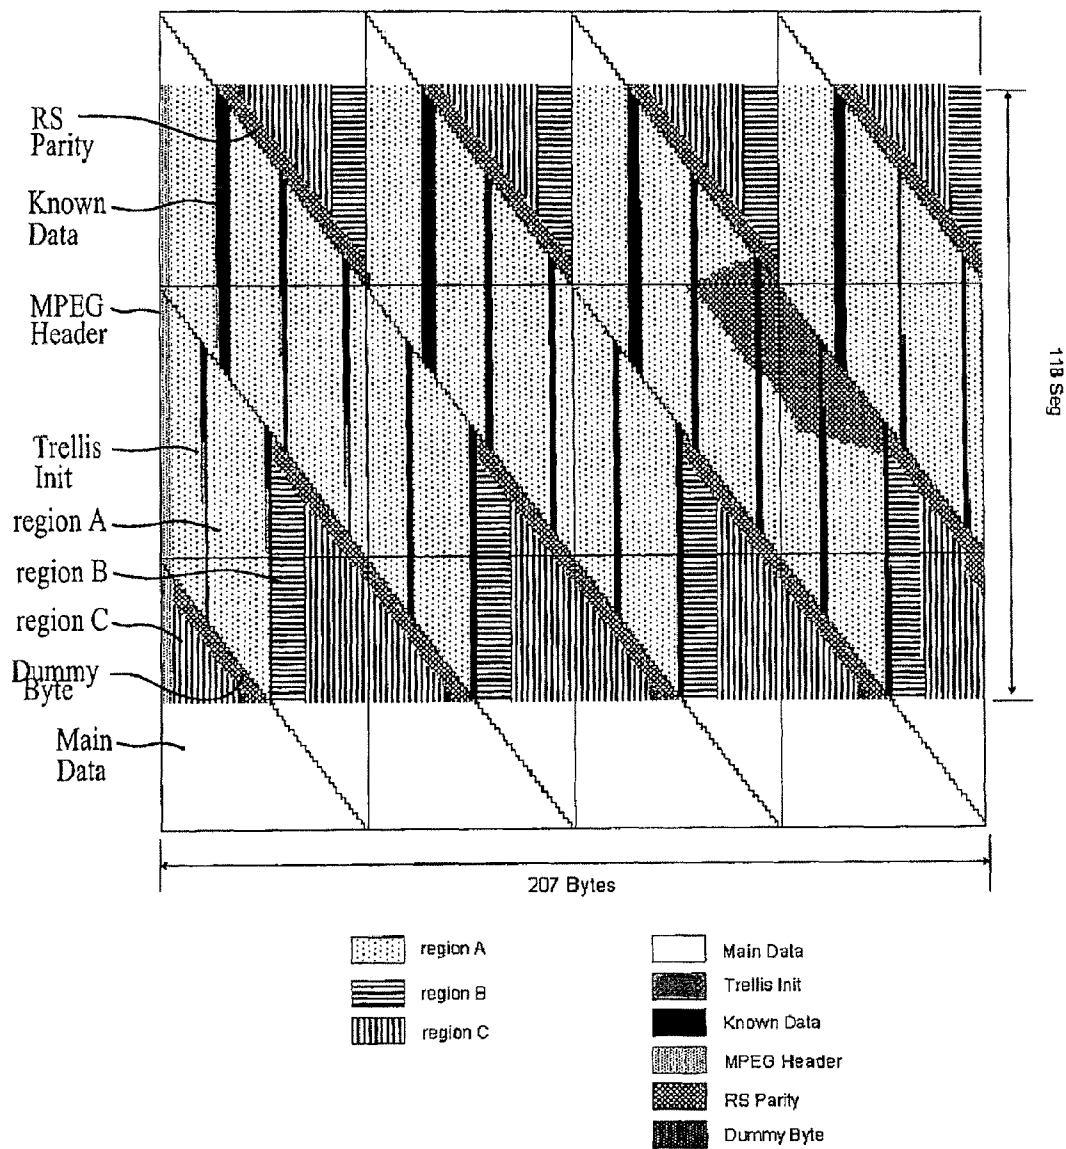 RS
Parity
Known
Data
MPEG
Header
Trellis
Init
region A
region B
region C
Dummy
Byte
Main
Data
118 Seg
207 Bytes
region A
region B
region C
Main Data
Trellis Init
Known Data
MPEG Header
RS Parity
Dummy Byte